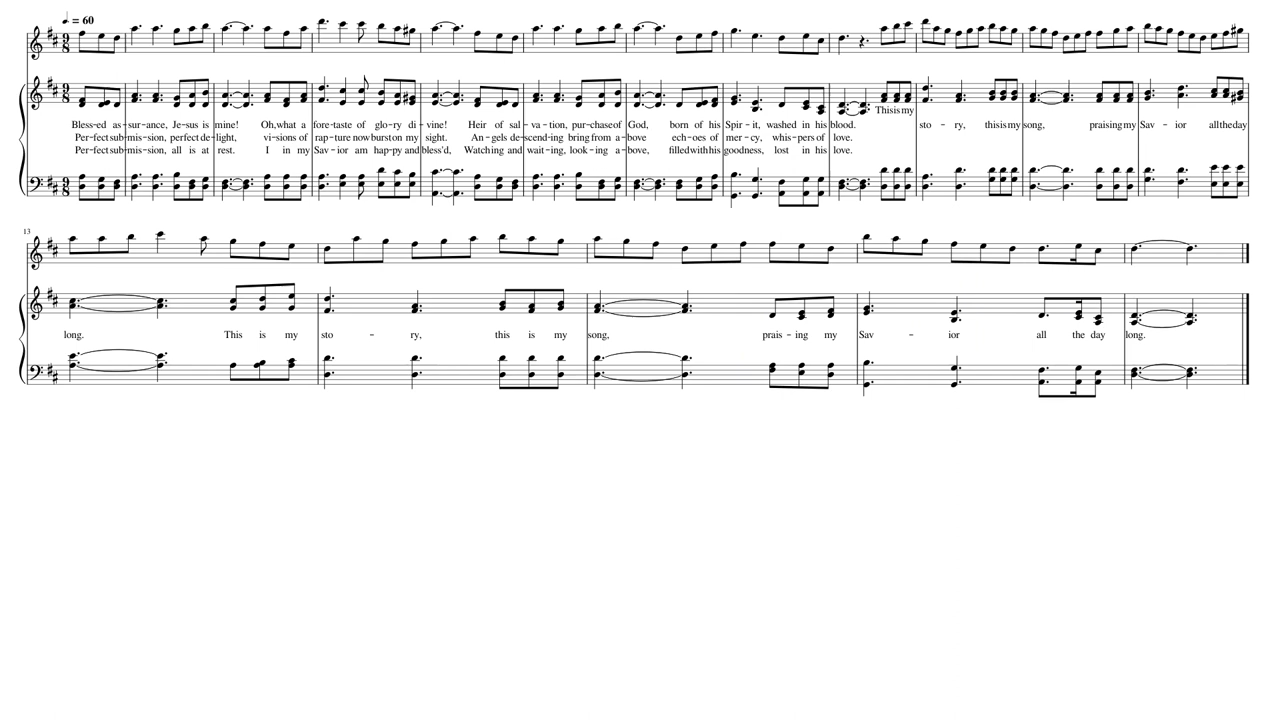 ♩. = 60
Bless-ed as-sur-ance, Je-sus is mine! Oh, what a fore-taste of glo-ry di-vine! Heir of sal-va-tion, pur-chase of God, born of his Spir-it, washed in his blood. This is my sto-ry, this is my song, praising my Sav-ior all the day
Per-fect sub-mis-sion, perfect de-light, vi-sions of rap-ture now burst on my sight. An-gels de-scend-ing bring from a-bove ech-oes of mer-cy, whis-pers of love.
Per-fect sub-mis-sion, all is at rest. I in my Sav-ior am hap-py and bless'd, Watching and wait-ing, look-ing a-bove, filled with his goodness, lost in his love.
13
long. This is my sto-ry, this is my song, prais-ing my Sav-ior all the day long.